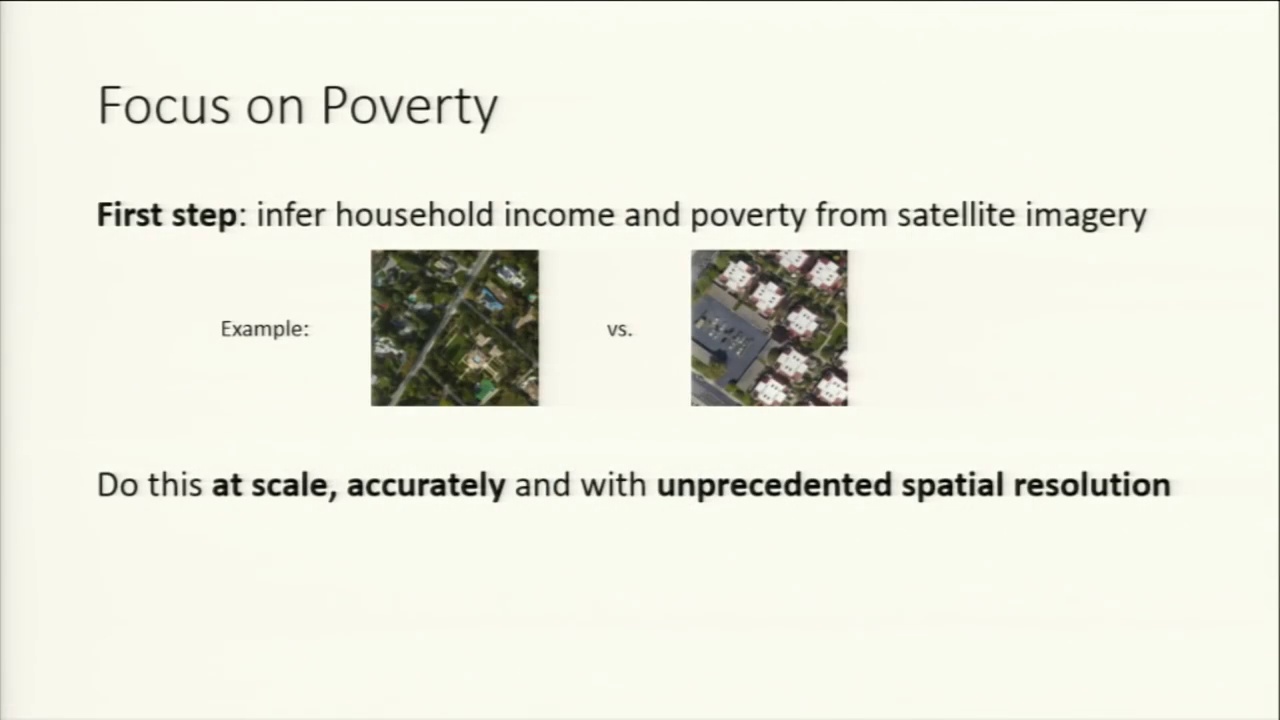 Focus on Poverty
First step: infer household income and poverty from satellite imagery
Example:
vs.
Do this at scale, accurately and with unprecedented spatial resolution